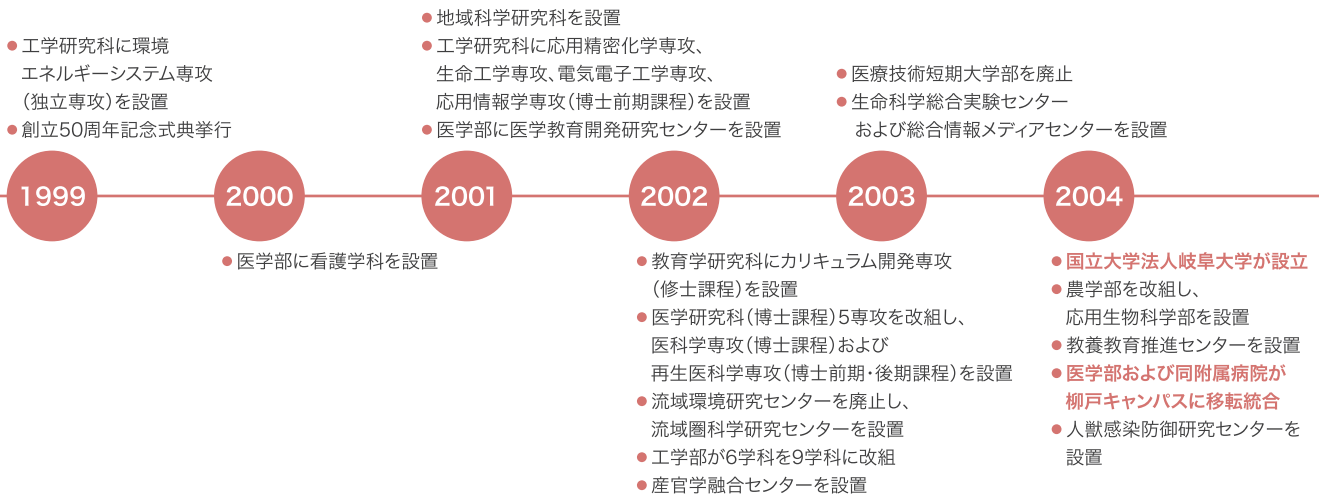 1999
●工学研究科に環境
エネルギーシステム専攻
（独立専攻）を設置
●創立50周年記念式典挙行
2000
●医学部に看護学科を設置
2001
●地域科学研究科を設置
●工学研究科に応用精密化学専攻、
生命工学専攻、電気電子工学専攻、
応用情報学専攻（博士前期課程）を設置
●医学部に医学教育開発研究センターを設置
2002
●教育学研究科にカリキュラム開発専攻
（修士課程）を設置
●医学研究科（博士課程）5専攻を改組し、
医科学専攻（博士課程）および
再生医科学専攻（博士前期・後期課程）を設置
●流域環境研究センターを廃止し、
流域圏科学研究センターを設置
●工学部が6学科を9学科に改組
●産官学融合センターを設置
2003
●医療技術短期大学部を廃止
●生命科学総合実験センター
および総合情報メディアセンターを設置
2004
●国立大学法人岐阜大学が設立
●農学部を改組し、
応用生物科学部を設置
●教養教育推進センターを設置
●医学部および同附属病院が
柳戸キャンパスに移転統合
●人獣感染防御研究センターを
設置